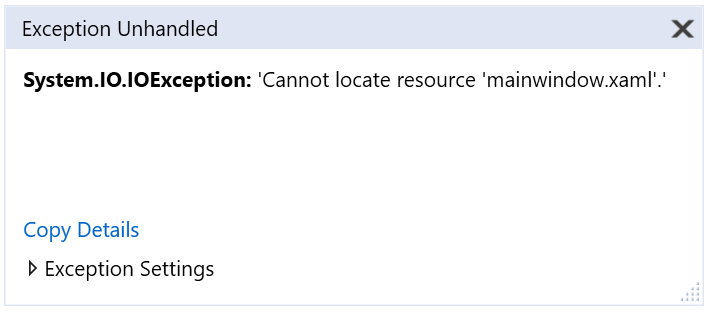 Exception Unhandled
System.IO.IOException: 'Cannot locate resource 'mainwindow.xaml'.'
Copy Details
Exception Settings